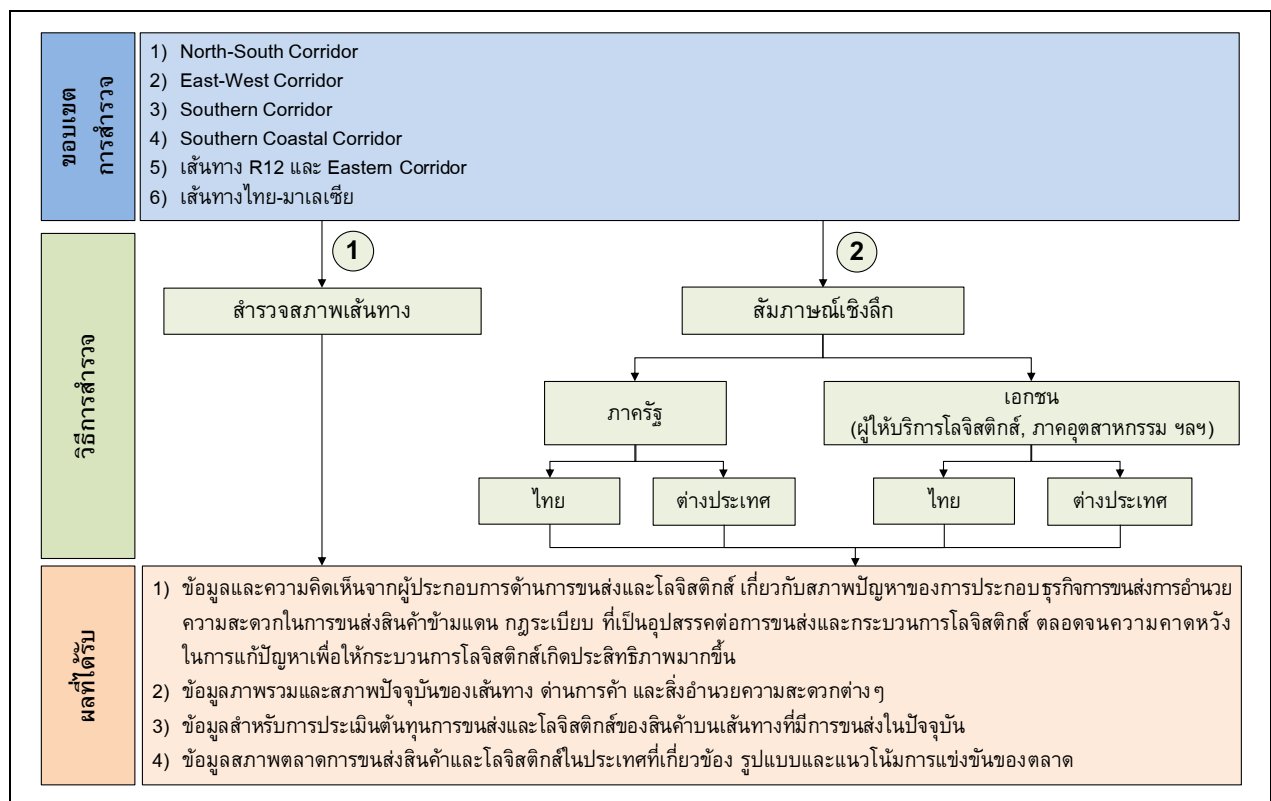 ขอบเขต
การสำรวจ
1) North-South Corridor
2) East-West Corridor
3) Southern Corridor
4) Southern Coastal Corridor
5) เส้นทาง R12 และ Eastern Corridor
6) เส้นทางไทย-มาเลเซีย
วิธีการสำรวจ
1
2
สำรวจสภาพเส้นทาง
สัมภาษณ์เชิงลึก
ภาครัฐ
เอกชน
(ผู้ให้บริการโลจิสติกส์, ภาคอุตสาหกรรม ฯลฯ)
ไทย
ต่างประเทศ
ไทย
ต่างประเทศ
ผลที่ได้รับ
1) ข้อมูลและความคิดเห็นจากผู้ประกอบการด้านการขนส่งและโลจิสติกส์ เกี่ยวกับสภาพปัญหาของการประกอบธุรกิจการขนส่งการอำนวย
ความสะดวกในการขนส่งสินค้าข้ามแดน กฎระเบียบ ที่เป็นอุปสรรคต่อการขนส่งและกระบวนการโลจิสติกส์ ตลอดจนความคาดหวัง
ในการแก้ปัญหาเพื่อให้กระบวนการโลจิสติกส์เกิดประสิทธิภาพมากขึ้น
2) ข้อมูลภาพรวมและสภาพปัจจุบันของเส้นทาง ด่านการค้า และสิ่งอำนวยความสะดวกต่างๆ
3) ข้อมูลสำหรับการประเมินต้นทุนการขนส่งและโลจิสติกส์ของสินค้าบนเส้นทางที่มีการขนส่งในปัจจุบัน
4) ข้อมูลสภาพตลาดการขนส่งสินค้าและโลจิสติกส์ในประเทศที่เกี่ยวข้อง รูปแบบและแนวโน้มการแข่งขันของตลาด